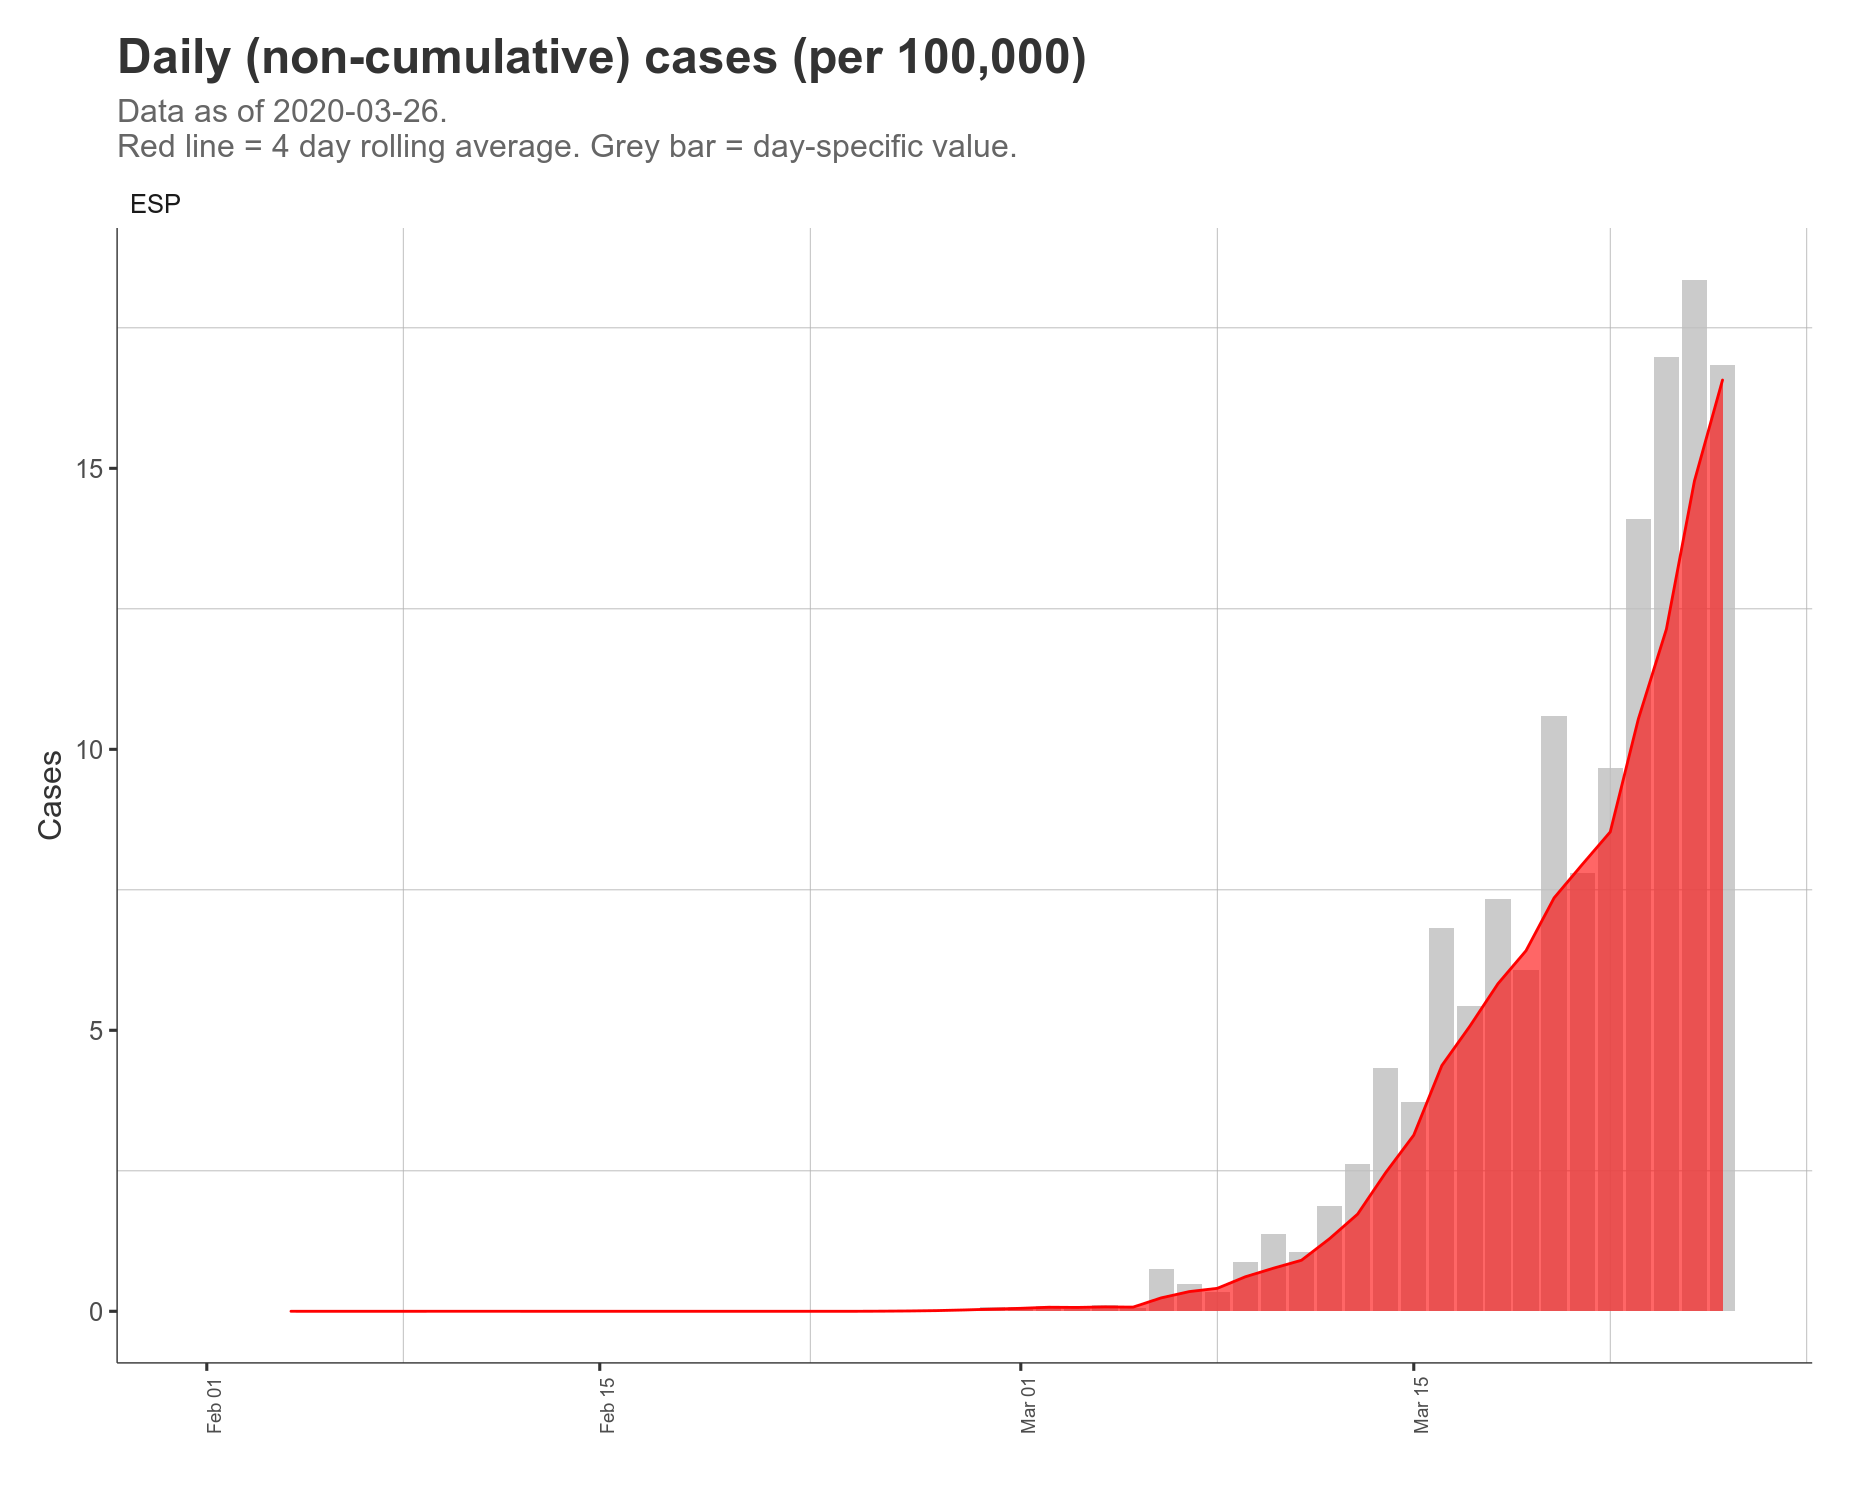 Daily (non-cumulative) cases (per 100,000)
Data as of 2020-03-26.
Red line = 4 day rolling average. Grey bar = day-specific value.
ESP
15
10
5
0
Cases
Feb 01
Feb 15
Mar 01
Mar 15